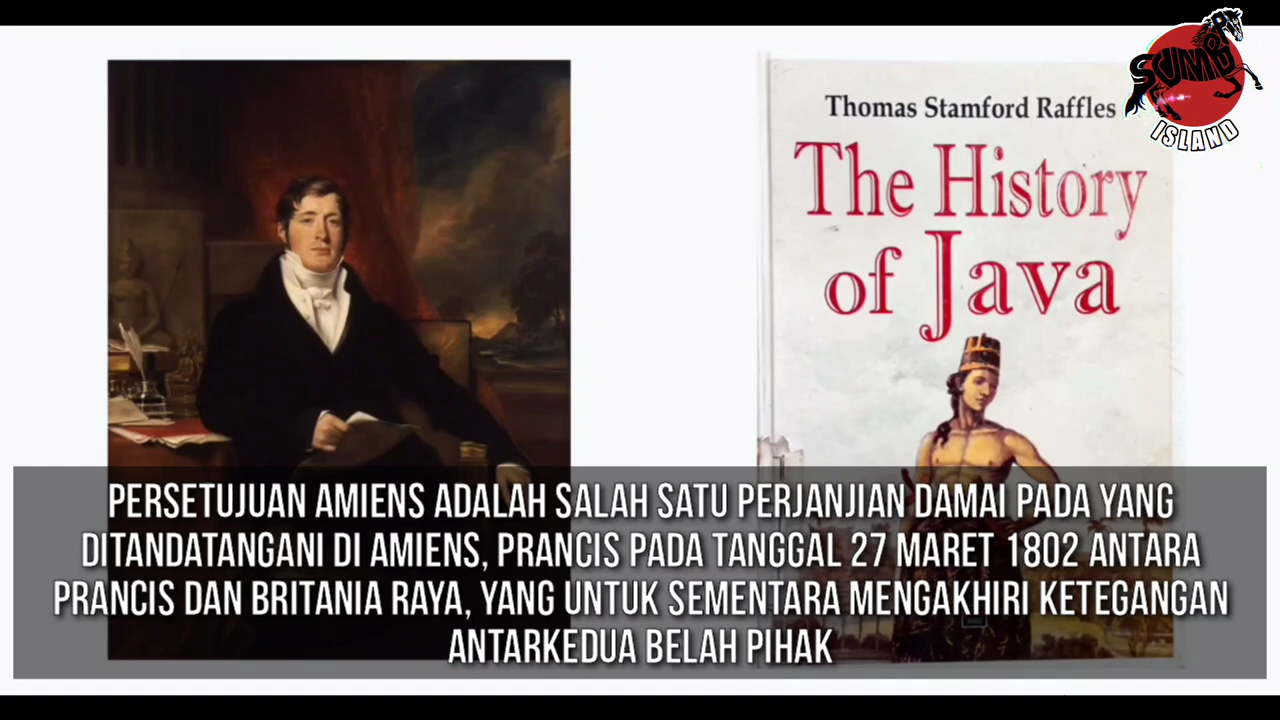 SUMBA
ISLAND
Thomas Stamford Raffles
The History
of Java
PERSETUJUAN AMIENS ADALAH SALAH SATU PERJANJIAN DAMAI PADA YANG
DITANDATANGANI DI AMIENS, PRANCIS PADA TANGGAL 27 MARET 1802 ANTARA
PRANCIS DAN BRITANIA RAYA, YANG UNTUK SEMENTARA MENGAKHIRI KETEGANGAN
ANTARKEDUA BELAH PIHAK